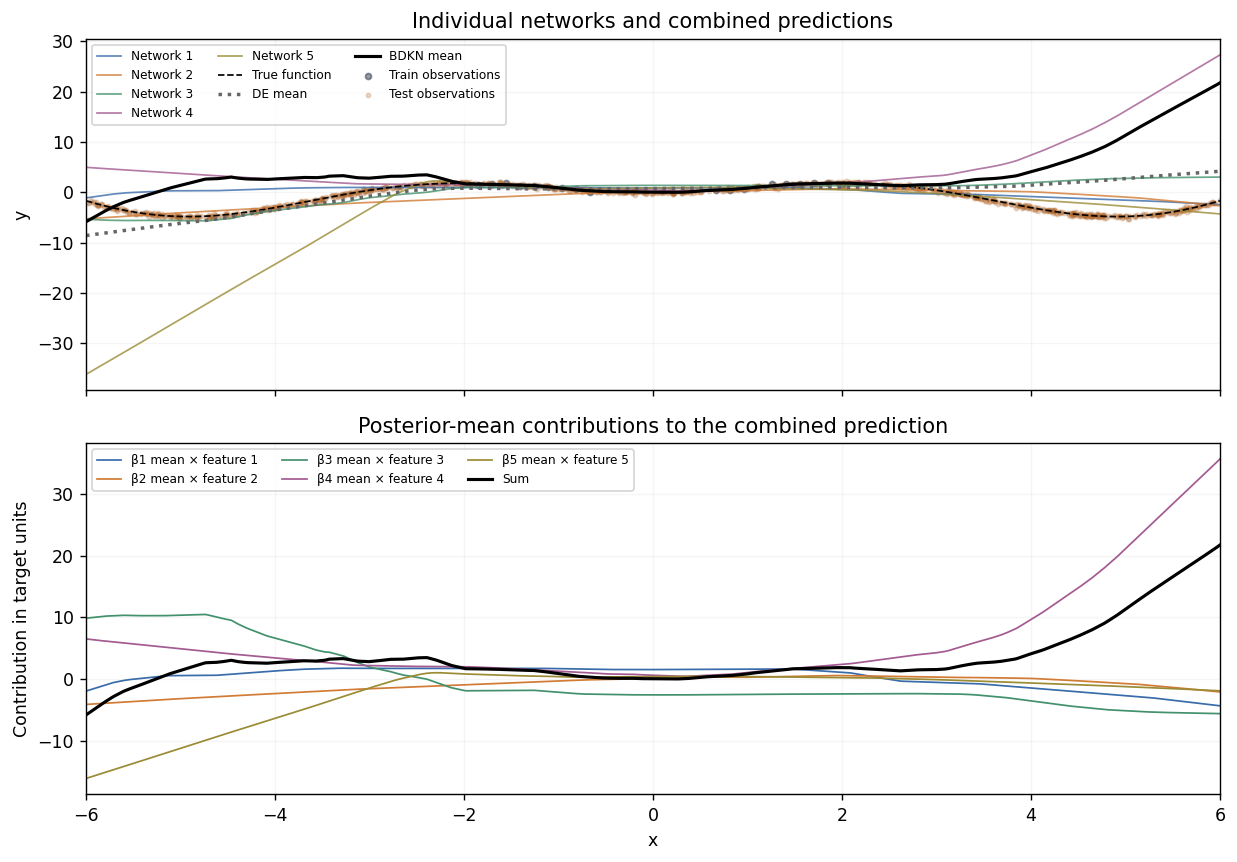 Individual networks and combined predictions
30
20
10
0
−10
−20
−30
y
Network 1
Network 2
Network 3
Network 4
Network 5
True function
DE mean
BDKN mean
Train observations
Test observations
Posterior-mean contributions to the combined prediction
30
20
10
0
−10
Contribution in target units
β1 mean × feature 1
β2 mean × feature 2
β3 mean × feature 3
β4 mean × feature 4
β5 mean × feature 5
Sum
−6 −4 −2 0 2 4 6
x